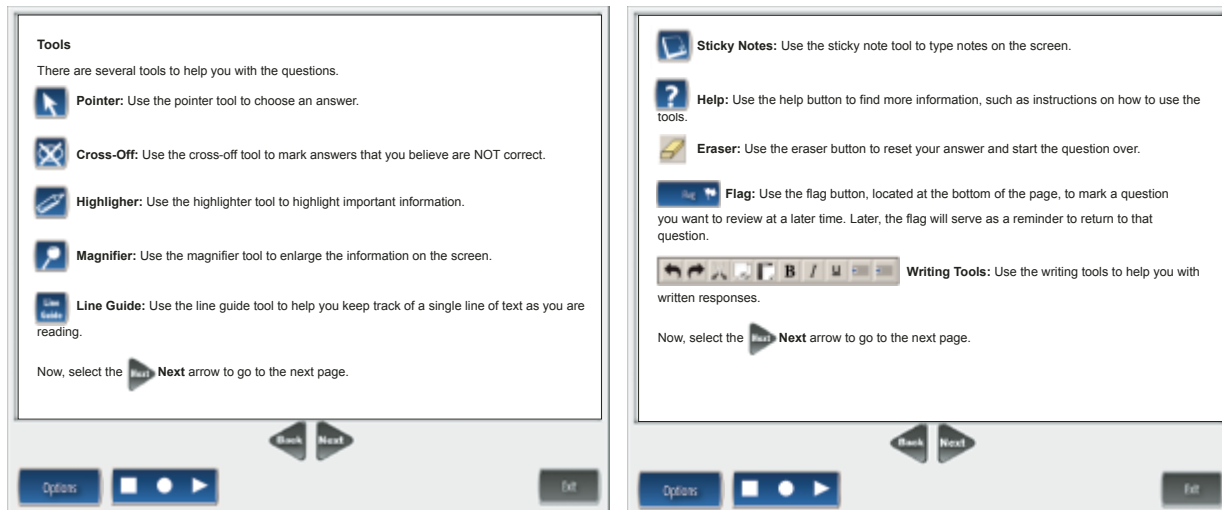 Tools
There are several tools to help you with the questions.
Pointer: Use the pointer tool to choose an answer.
Cross-Off: Use the cross-off tool to mark answers that you believe are NOT correct.
Highligher: Use the highlighter tool to highlight important information.
Magnifier: Use the magnifier tool to enlarge the information on the screen.
Line
Guide
Line Guide: Use the line guide tool to help you keep track of a single line of text as you are
reading.
Now, select the Next Next arrow to go to the next page.
Back Next
Options
Exit
Sticky Notes: Use the sticky note tool to type notes on the screen.
? Help: Use the help button to find more information, such as instructions on how to use the
tools.
Eraser: Use the eraser button to reset your answer and start the question over.
Flag Flag: Use the flag button, located at the bottom of the page, to mark a question
you want to review at a later time. Later, the flag will serve as a reminder to return to that
question.
B I U Writing Tools: Use the writing tools to help you with
written responses.
Now, select the Next Next arrow to go to the next page.
Back Next
Options
Exit